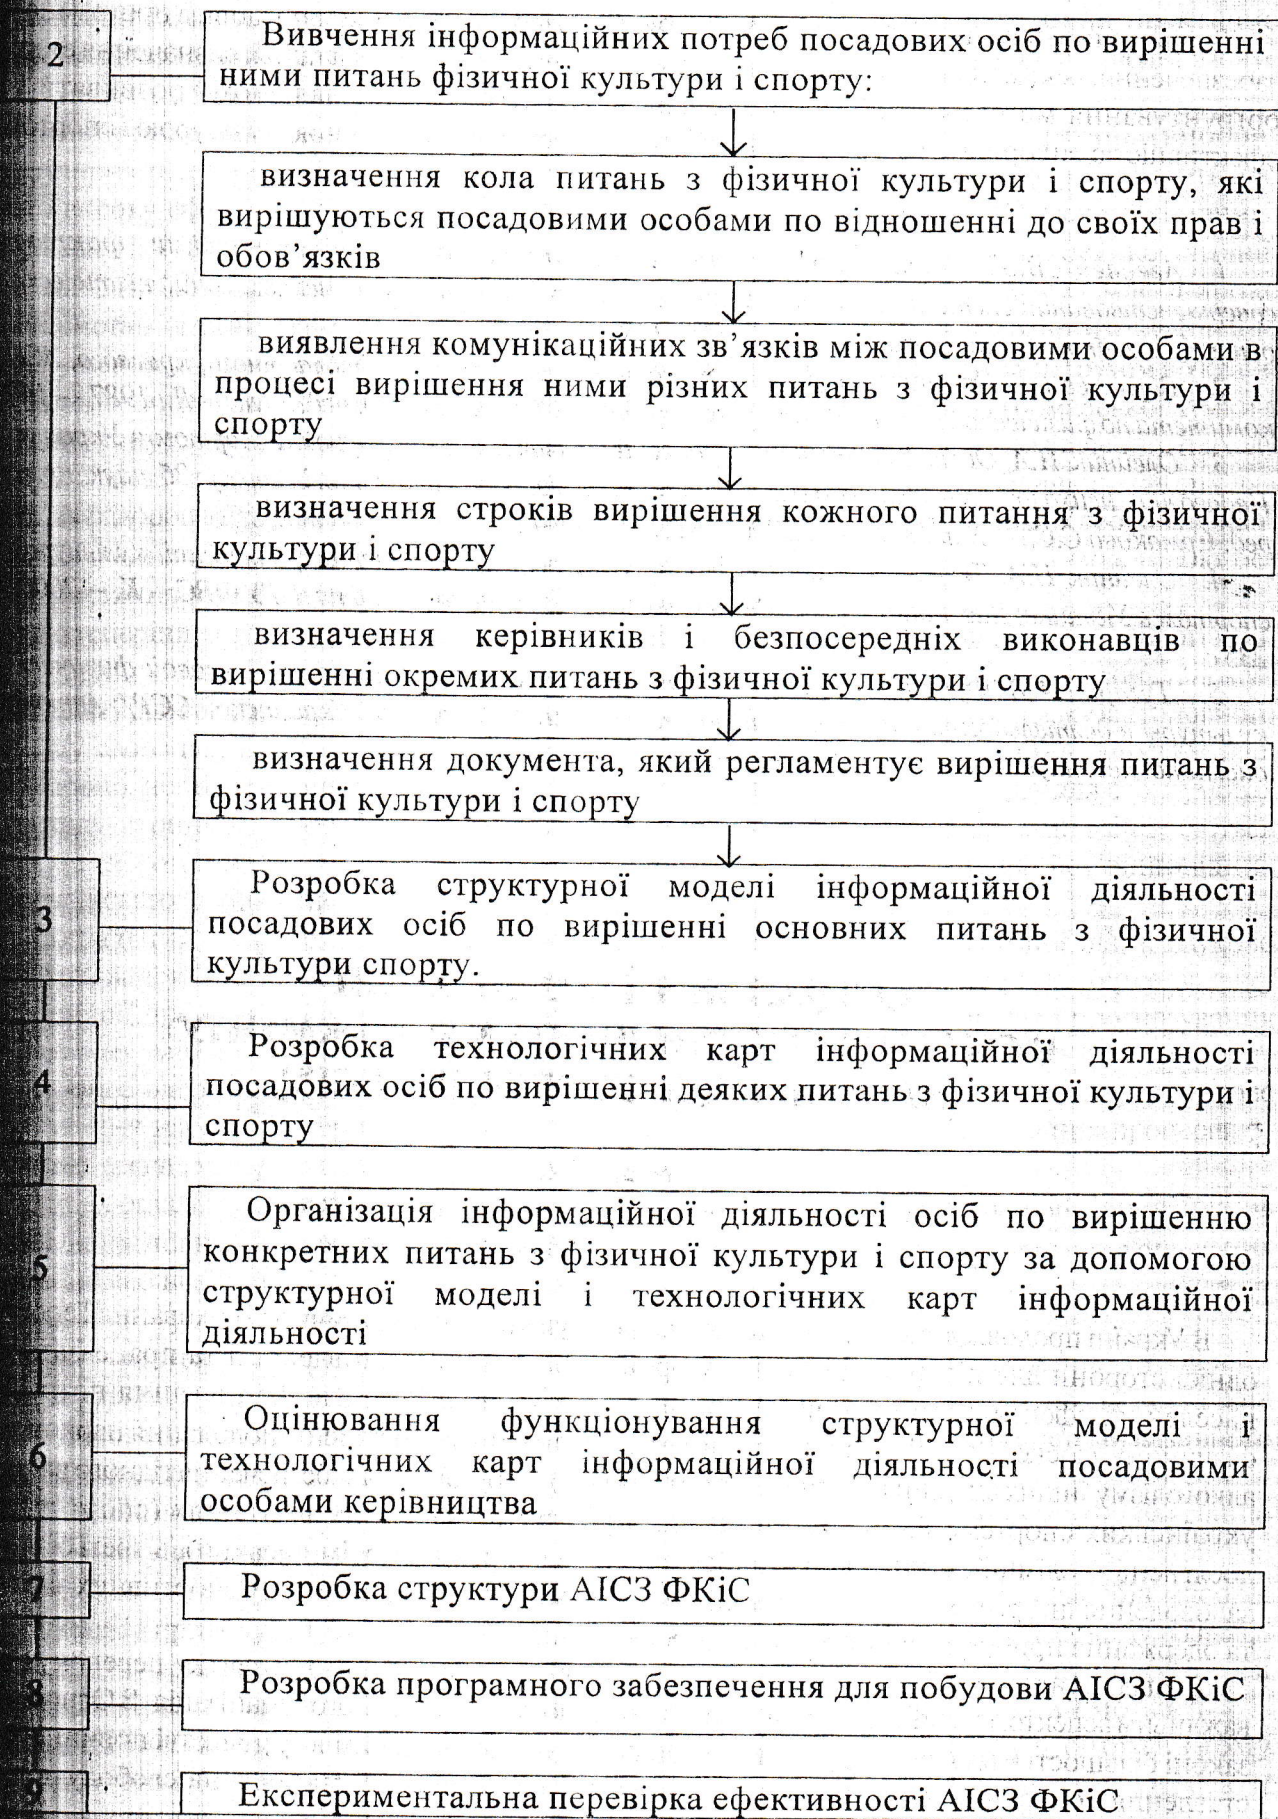 2
Вивчення інформаційних потреб посадових осіб по вирішенні
ними питань фізичної культури і спорту:
визначення кола питань з фізичної культури і спорту, які
вирішуються посадовими особами по відношенні до своїх прав і
обов’язків
виявлення комунікаційних зв’язків між посадовими особами в
процесі вирішення ними різних питань з фізичної культури і
спорту
визначення строків вирішення кожного питання з фізичної
культури і спорту
визначення керівників і безпосередніх виконавців по
вирішенні окремих питань з фізичної культури і спорту
визначення документа, який регламентує вирішення питань з
фізичної культури і спорту
3
Розробка структурної моделі інформаційної діяльності
посадових осіб по вирішенні основних питань з фізичної
культури спорту.
4
Розробка технологічних карт інформаційної діяльності
посадових осіб по вирішенні деяких питань з фізичної культури і
спорту
5
Організація інформаційної діяльності осіб по вирішенню
конкретних питань з фізичної культури і спорту за допомогою
структурної моделі і технологічних карт інформаційної
діяльності
6
Оцінювання функціонування структурної моделі і
технологічних карт інформаційної діяльності посадовими
особами керівництва
7
Розробка структури АІСЗ ФКіС
8
Розробка програмного забезпечення для побудови АІСЗ ФКіС
9
Експериментальна перевірка ефективності АІСЗ ФКіС